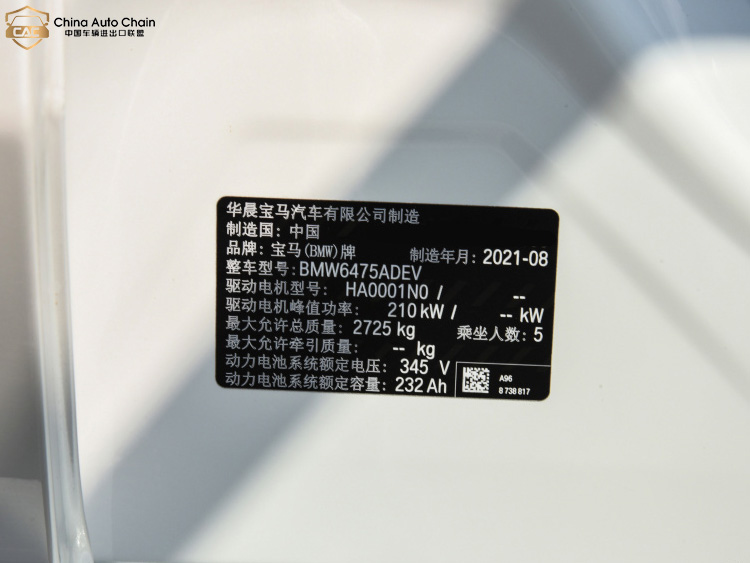 CAC
China Auto Chain
中国车辆进出口联盟
华晨宝马汽车有限公司制造
制造国: 中国
品牌: 宝马(BMW)牌 制造年月: 2021-08
整车型号: BMW6475ADEV
驱动电机型号: HA0001N0 / --
驱动电机峰值功率: 210 kW / -- kW
最大允许总质量: 2725 kg 乘坐人数: 5
最大允许牵引质量: -- kg
动力电池系统额定电压: 345 V
动力电池系统额定容量: 232 Ah
A96
8 738 817